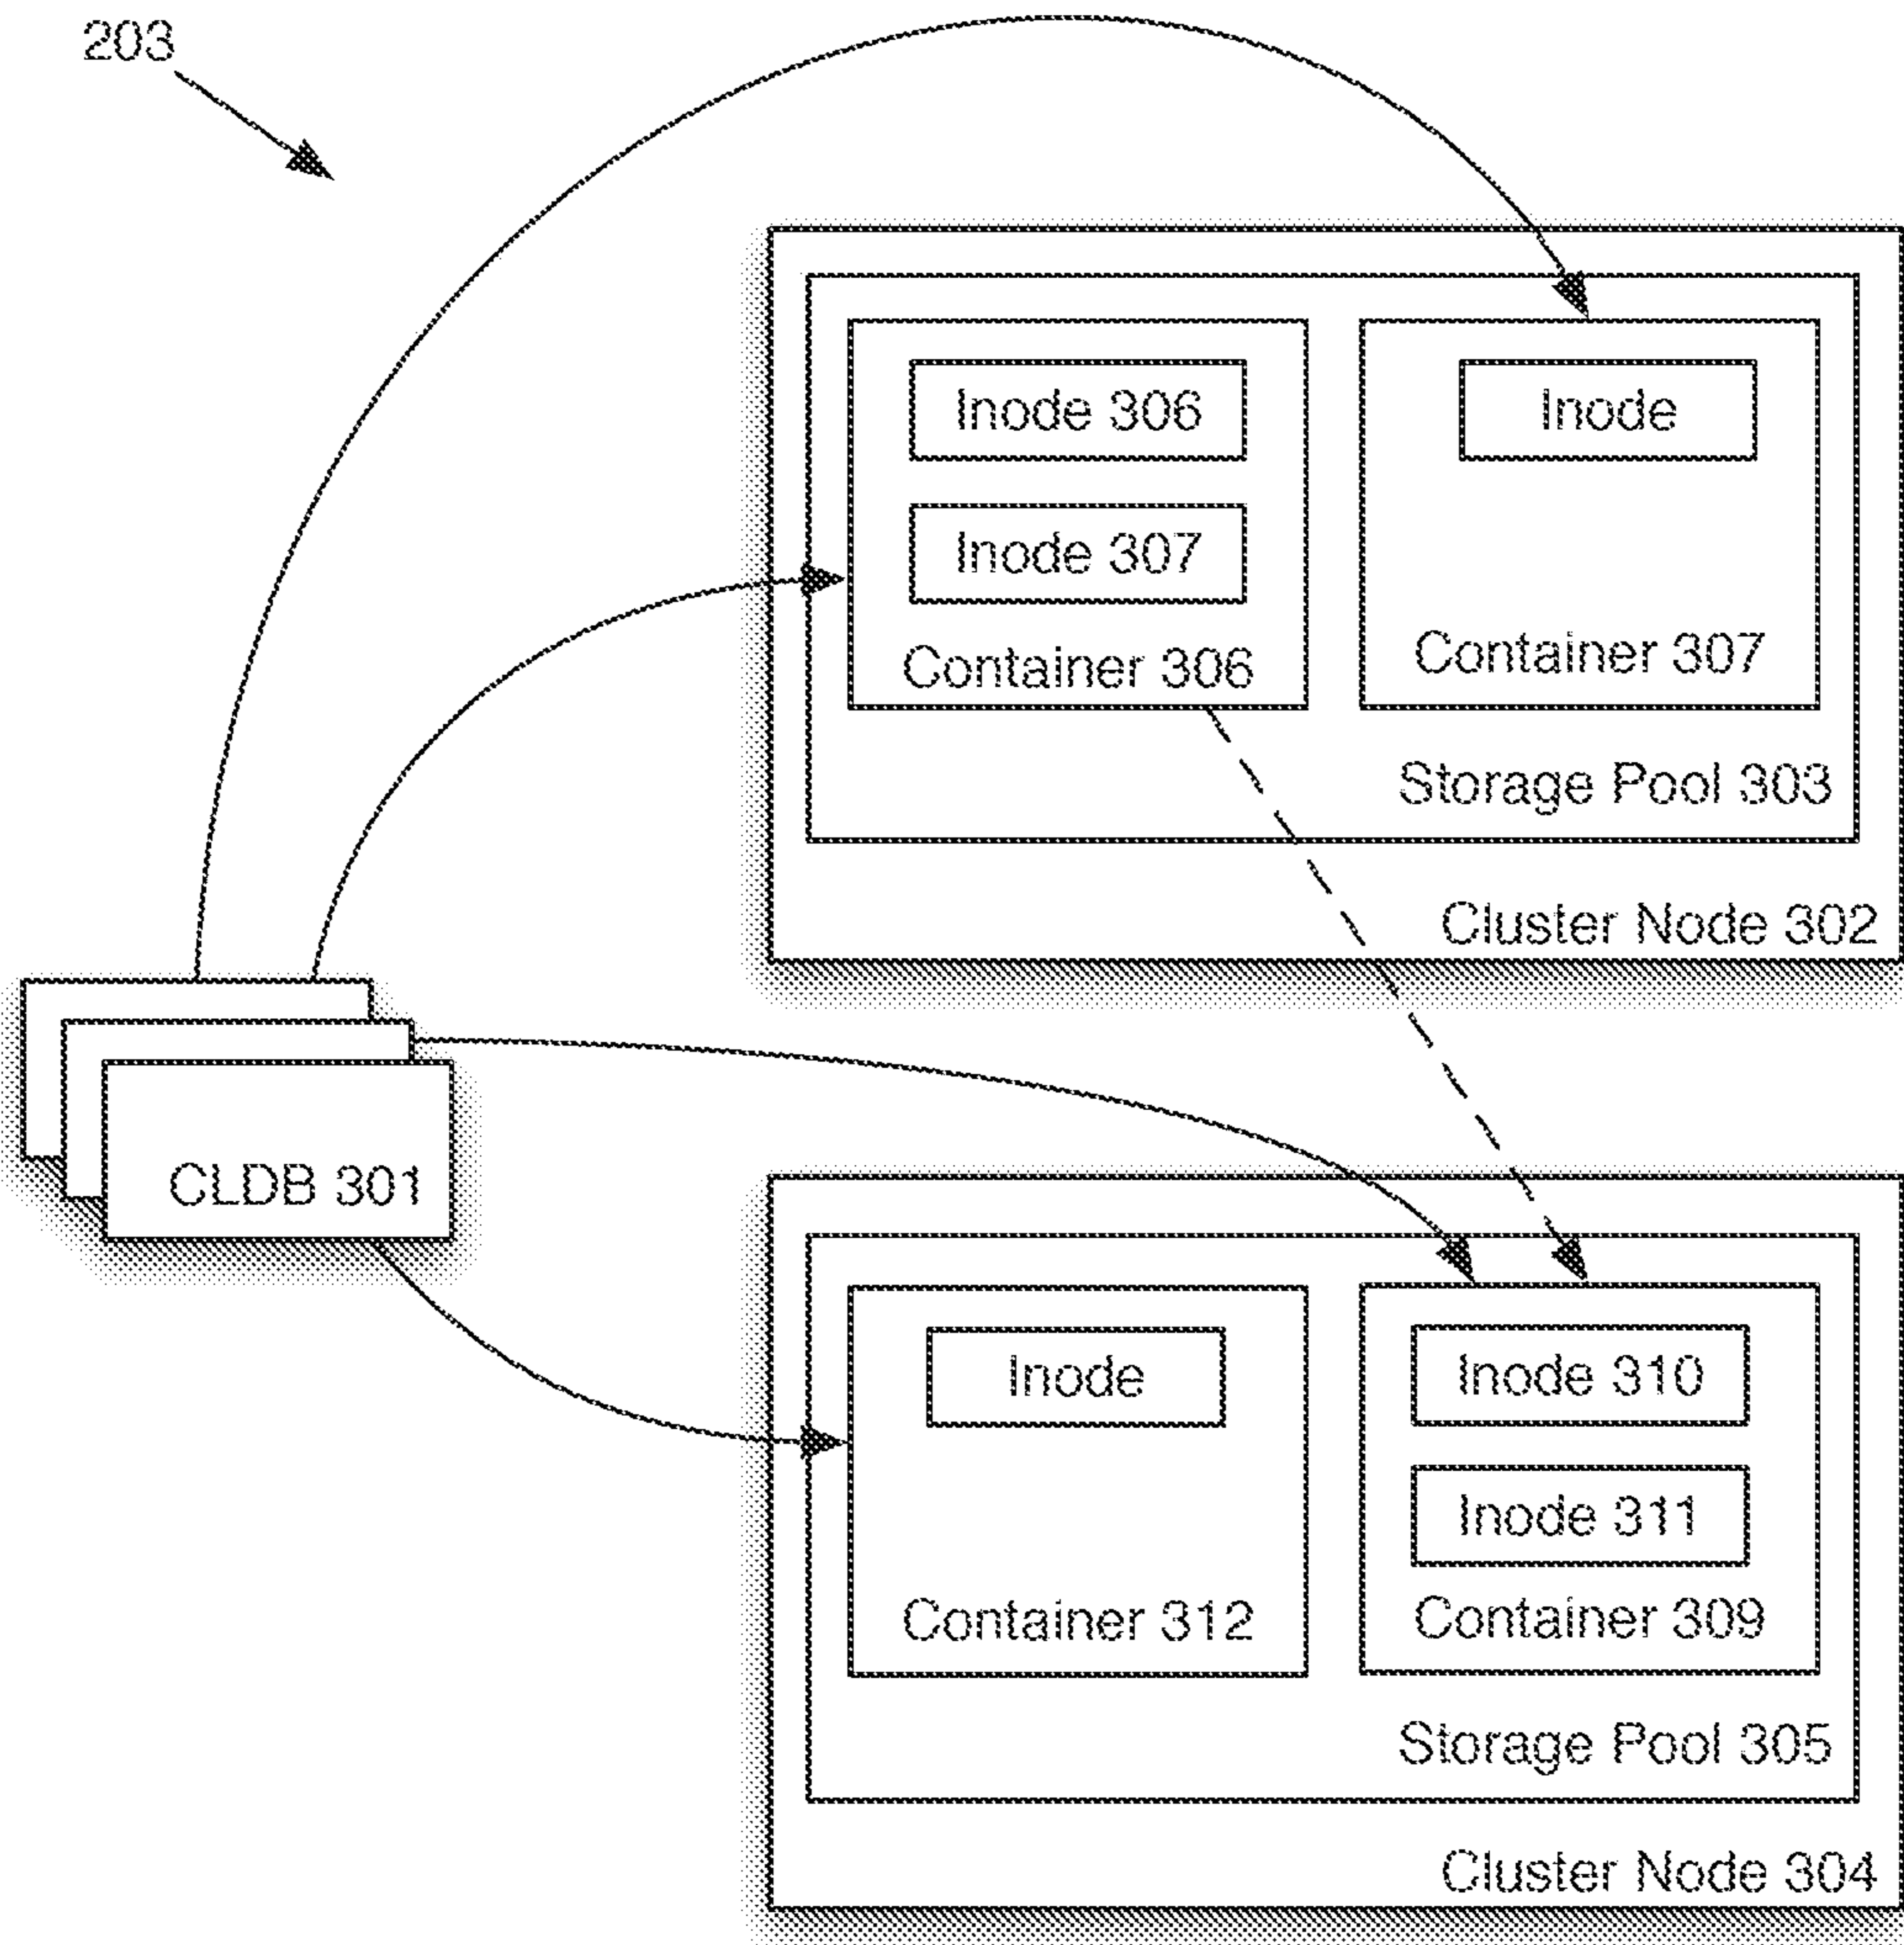 203
Inode 306
Inode
Inode 307
Container 306
Container 307
Storage Pool 303
Cluster Node 302
CLDB 301
Inode
Inode 310
Inode 311
Container 312
Container 309
Storage Pool 305
Cluster Node 304